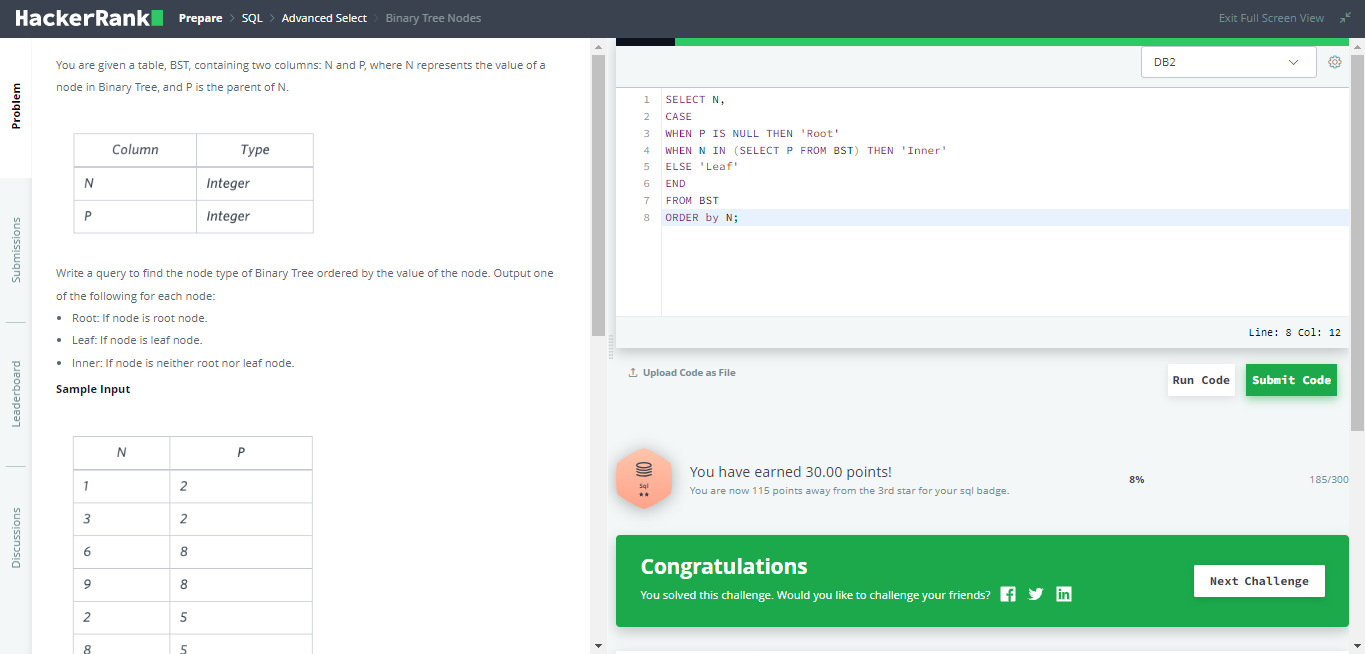 HackerRank Prepare > SQL > Advanced Select > Binary Tree Nodes Exit Full Screen View
Problem
Submissions
Leaderboard
Discussions
You are given a table, BST, containing two columns: N and P, where N represents the value of a
node in Binary Tree, and P is the parent of N.
Column Type
N Integer
P Integer
Write a query to find the node type of Binary Tree ordered by the value of the node. Output one
of the following for each node:
• Root: If node is root node.
• Leaf: If node is leaf node.
• Inner: If node is neither root nor leaf node.
Sample Input
N P
1 2
3 2
6 8
9 8
2 5
8 5
DB2
1 SELECT N,
2 CASE
3 WHEN P IS NULL THEN 'Root'
4 WHEN N IN (SELECT P FROM BST) THEN 'Inner'
5 ELSE 'Leaf'
6 END
7 FROM BST
8 ORDER by N;
Line: 8 Col: 12
Upload Code as File
Run Code
Submit Code
Sql
★★
You have earned 30.00 points!
You are now 115 points away from the 3rd star for your sql badge.
8%
185/300
Congratulations
You solved this challenge. Would you like to challenge your friends?
Next Challenge